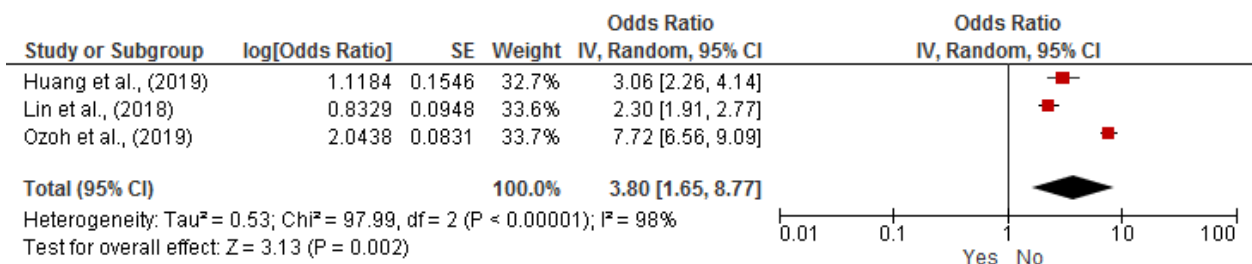 Odds Ratio Odds Ratio
Study or Subgroup log[Odds Ratio] SE Weight IV, Random, 95% CI IV, Random, 95% CI
Huang et al., (2019) 1.1184 0.1546 32.7% 3.06 [2.26, 4.14]
Lin et al., (2018) 0.8329 0.0948 33.6% 2.30 [1.91, 2.77]
Ozoh et al., (2019) 2.0438 0.0831 33.7% 7.72 [6.56, 9.09]
Total (95% CI) 100.0% 3.80 [1.65, 8.77]
Heterogeneity: Tau² = 0.53; Chi² = 97.99, df = 2 (P < 0.00001); I² = 98%
Test for overall effect: Z = 3.13 (P = 0.002)
0.01 0.1 1 10 100
Yes No